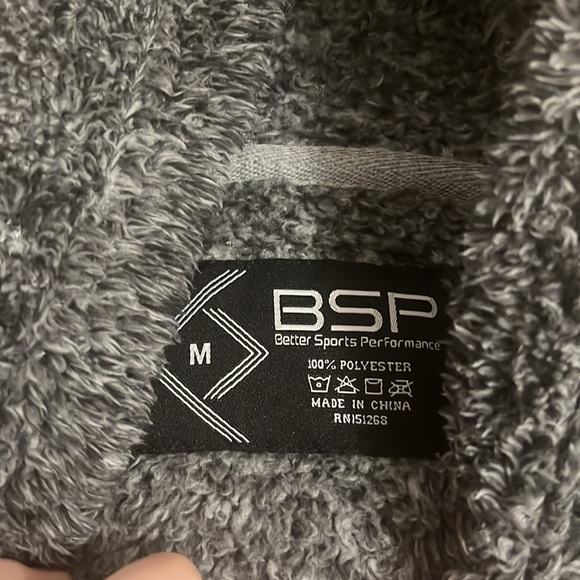 M
BSP
Better Sports Performance
100% POLYESTER
MADE IN CHINA
RN151268